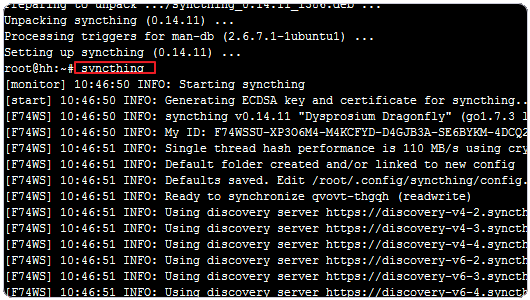 Preparing to unpack .../syncthing_0.14.11_i386.deb ...
Unpacking syncthing (0.14.11) ...
Processing triggers for man-db (2.6.7.1-1ubuntu1) ...
Setting up syncthing (0.14.11) ...
root@hh:~# syncthing
[monitor] 10:46:50 INFO: Starting syncthing
[start] 10:46:50 INFO: Generating ECDSA key and certificate for syncthing..
[F74WS] 10:46:50 INFO: syncthing v0.14.11 "Dysprosium Dragonfly" (go1.7.3 l
[F74WS] 10:46:50 INFO: My ID: F74WSSU-XP3O6M4-M4KCFYD-D4GJB3A-SE6BYKM-4DCQ2
[F74WS] 10:46:51 INFO: Single thread hash performance is 110 MB/s using cry
[F74WS] 10:46:51 INFO: Default folder created and/or linked to new config
[F74WS] 10:46:51 INFO: Defaults saved. Edit /root/.config/syncthing/config.
[F74WS] 10:46:51 INFO: Ready to synchronize qvovt-thgqh (readwrite)
[F74WS] 10:46:51 INFO: Using discovery server https://discovery-v4-2.syncth
[F74WS] 10:46:51 INFO: Using discovery server https://discovery-v4-3.syncth
[F74WS] 10:46:51 INFO: Using discovery server https://discovery-v4-4.syncth
[F74WS] 10:46:51 INFO: Using discovery server https://discovery-v6-2.syncth
[F74WS] 10:46:51 INFO: Using discovery server https://discovery-v6-3.syncth
[F74WS] 10:46:51 INFO: Using discovery server https://discovery-v6-4.syncth